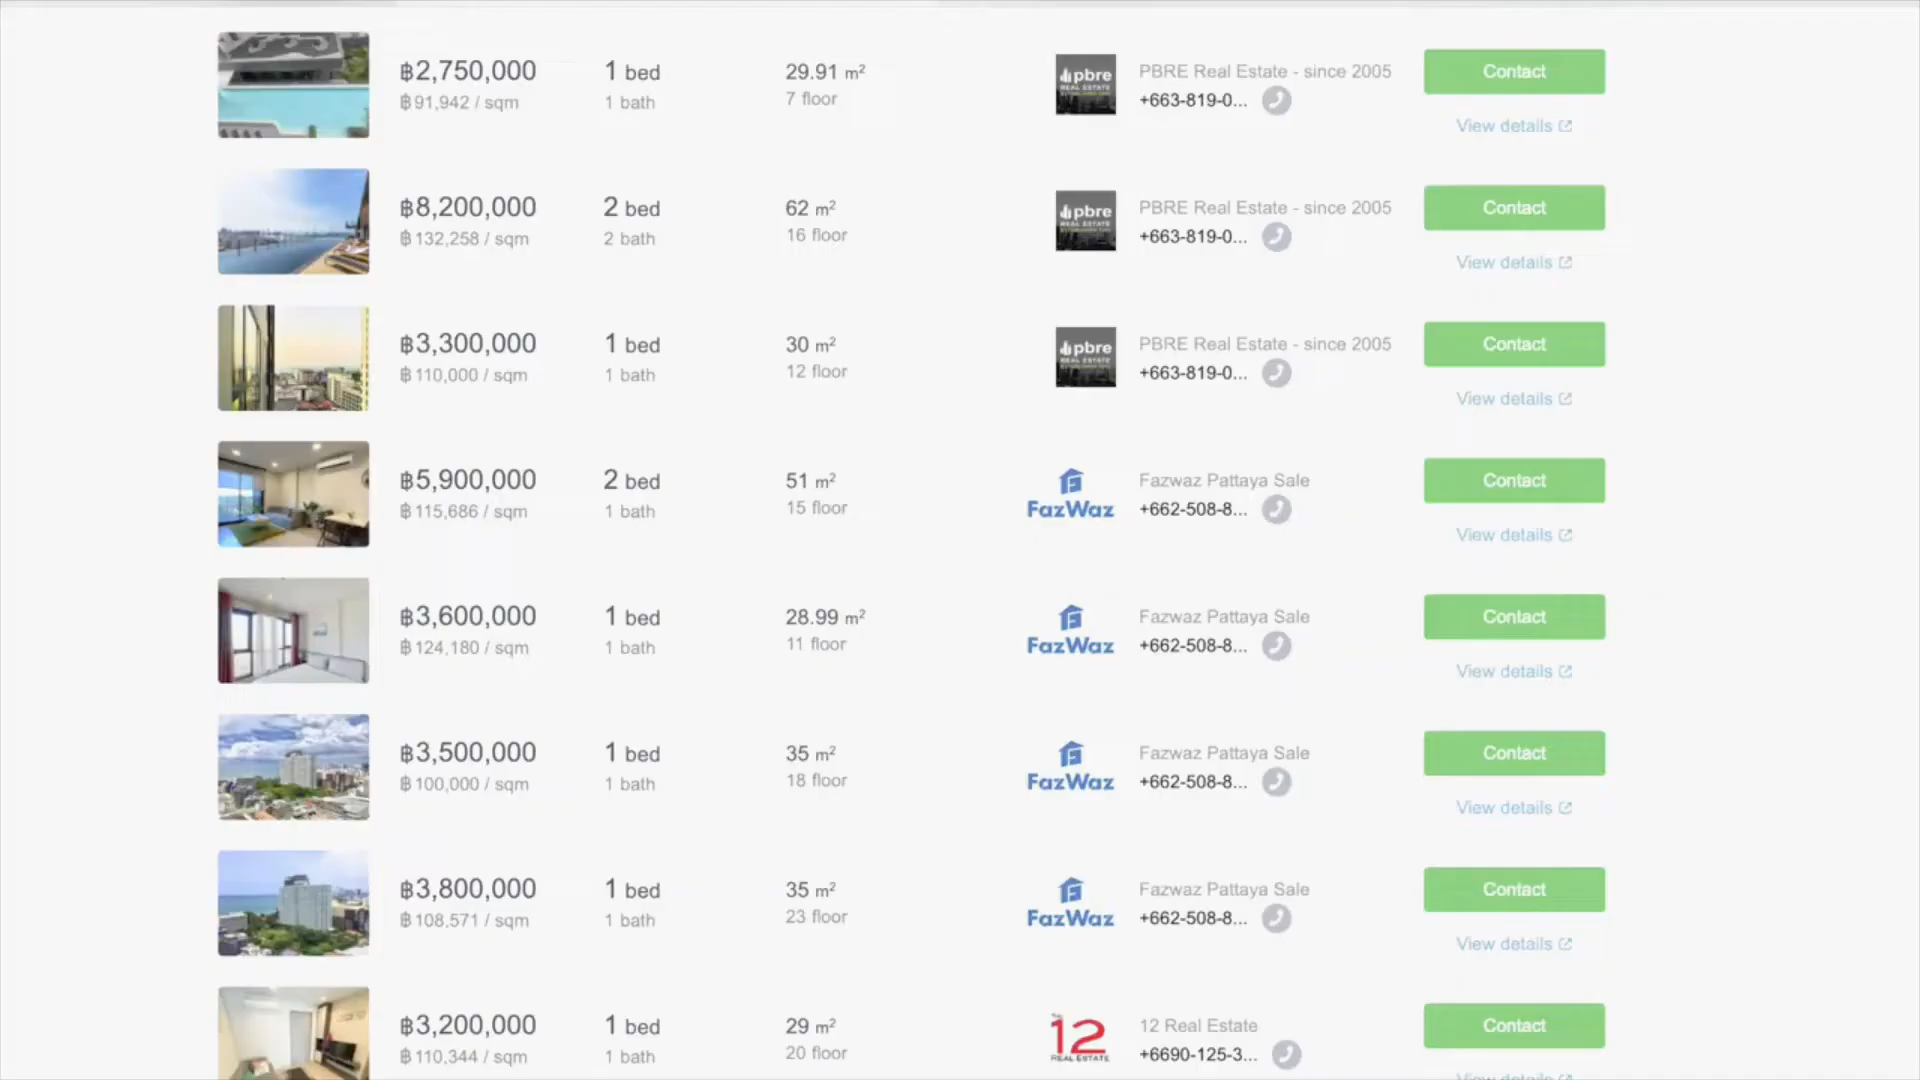 ฿2,750,000
฿91,942 / sqm
1 bed
1 bath
29.91 m²
7 floor
pbre
REAL ESTATE
PBRE Real Estate - since 2005
+663-819-0...
Contact
View details
฿8,200,000
฿132,258 / sqm
2 bed
2 bath
62 m²
16 floor
pbre
REAL ESTATE
PBRE Real Estate - since 2005
+663-819-0...
Contact
View details
฿3,300,000
฿110,000 / sqm
1 bed
1 bath
30 m²
12 floor
pbre
REAL ESTATE
PBRE Real Estate - since 2005
+663-819-0...
Contact
View details
฿5,900,000
฿115,686 / sqm
2 bed
1 bath
51 m²
15 floor
FazWaz
Fazwaz Pattaya Sale
+662-508-8...
Contact
View details
฿3,600,000
฿124,180 / sqm
1 bed
1 bath
28.99 m²
11 floor
FazWaz
Fazwaz Pattaya Sale
+662-508-8...
Contact
View details
฿3,500,000
฿100,000 / sqm
1 bed
1 bath
35 m²
18 floor
FazWaz
Fazwaz Pattaya Sale
+662-508-8...
Contact
View details
฿3,800,000
฿108,571 / sqm
1 bed
1 bath
35 m²
23 floor
FazWaz
Fazwaz Pattaya Sale
+662-508-8...
Contact
View details
฿3,200,000
฿110,344 / sqm
1 bed
1 bath
29 m²
20 floor
12
REAL ESTATE
12 Real Estate
+6690-125-3...
Contact
View details